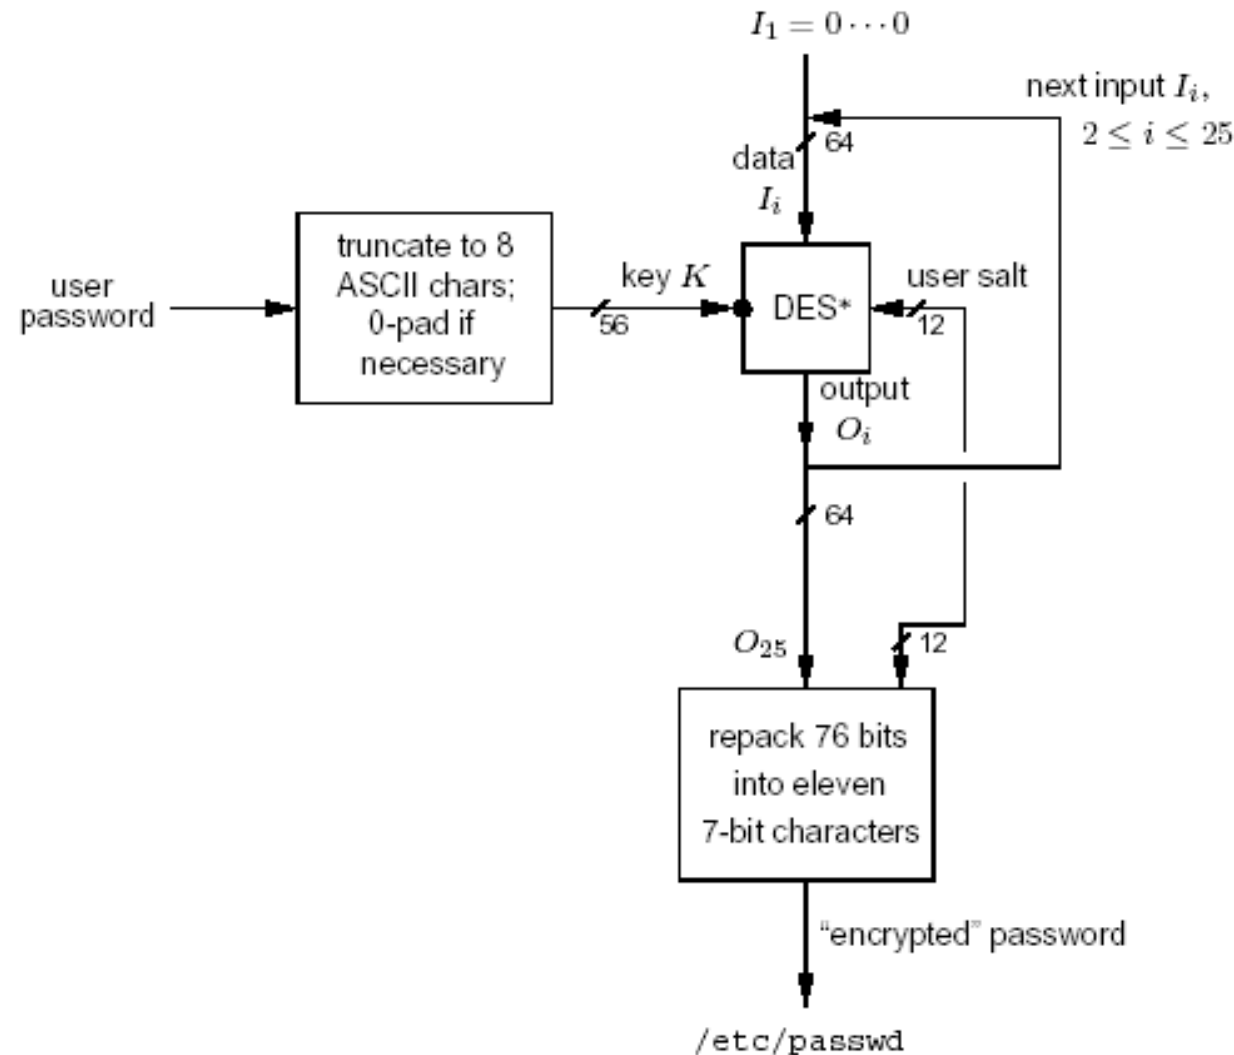 I₁ = 0 ⋯ 0
next input Iᵢ,
2 ≤ i ≤ 25
64
data
Iᵢ
truncate to 8
ASCII chars;
0-pad if
necessary
user
password
key K
56
DES*
user salt
12
output
Oᵢ
64
O₂₅
12
repack 76 bits
into eleven
7-bit characters
“encrypted” password
/etc/passwd